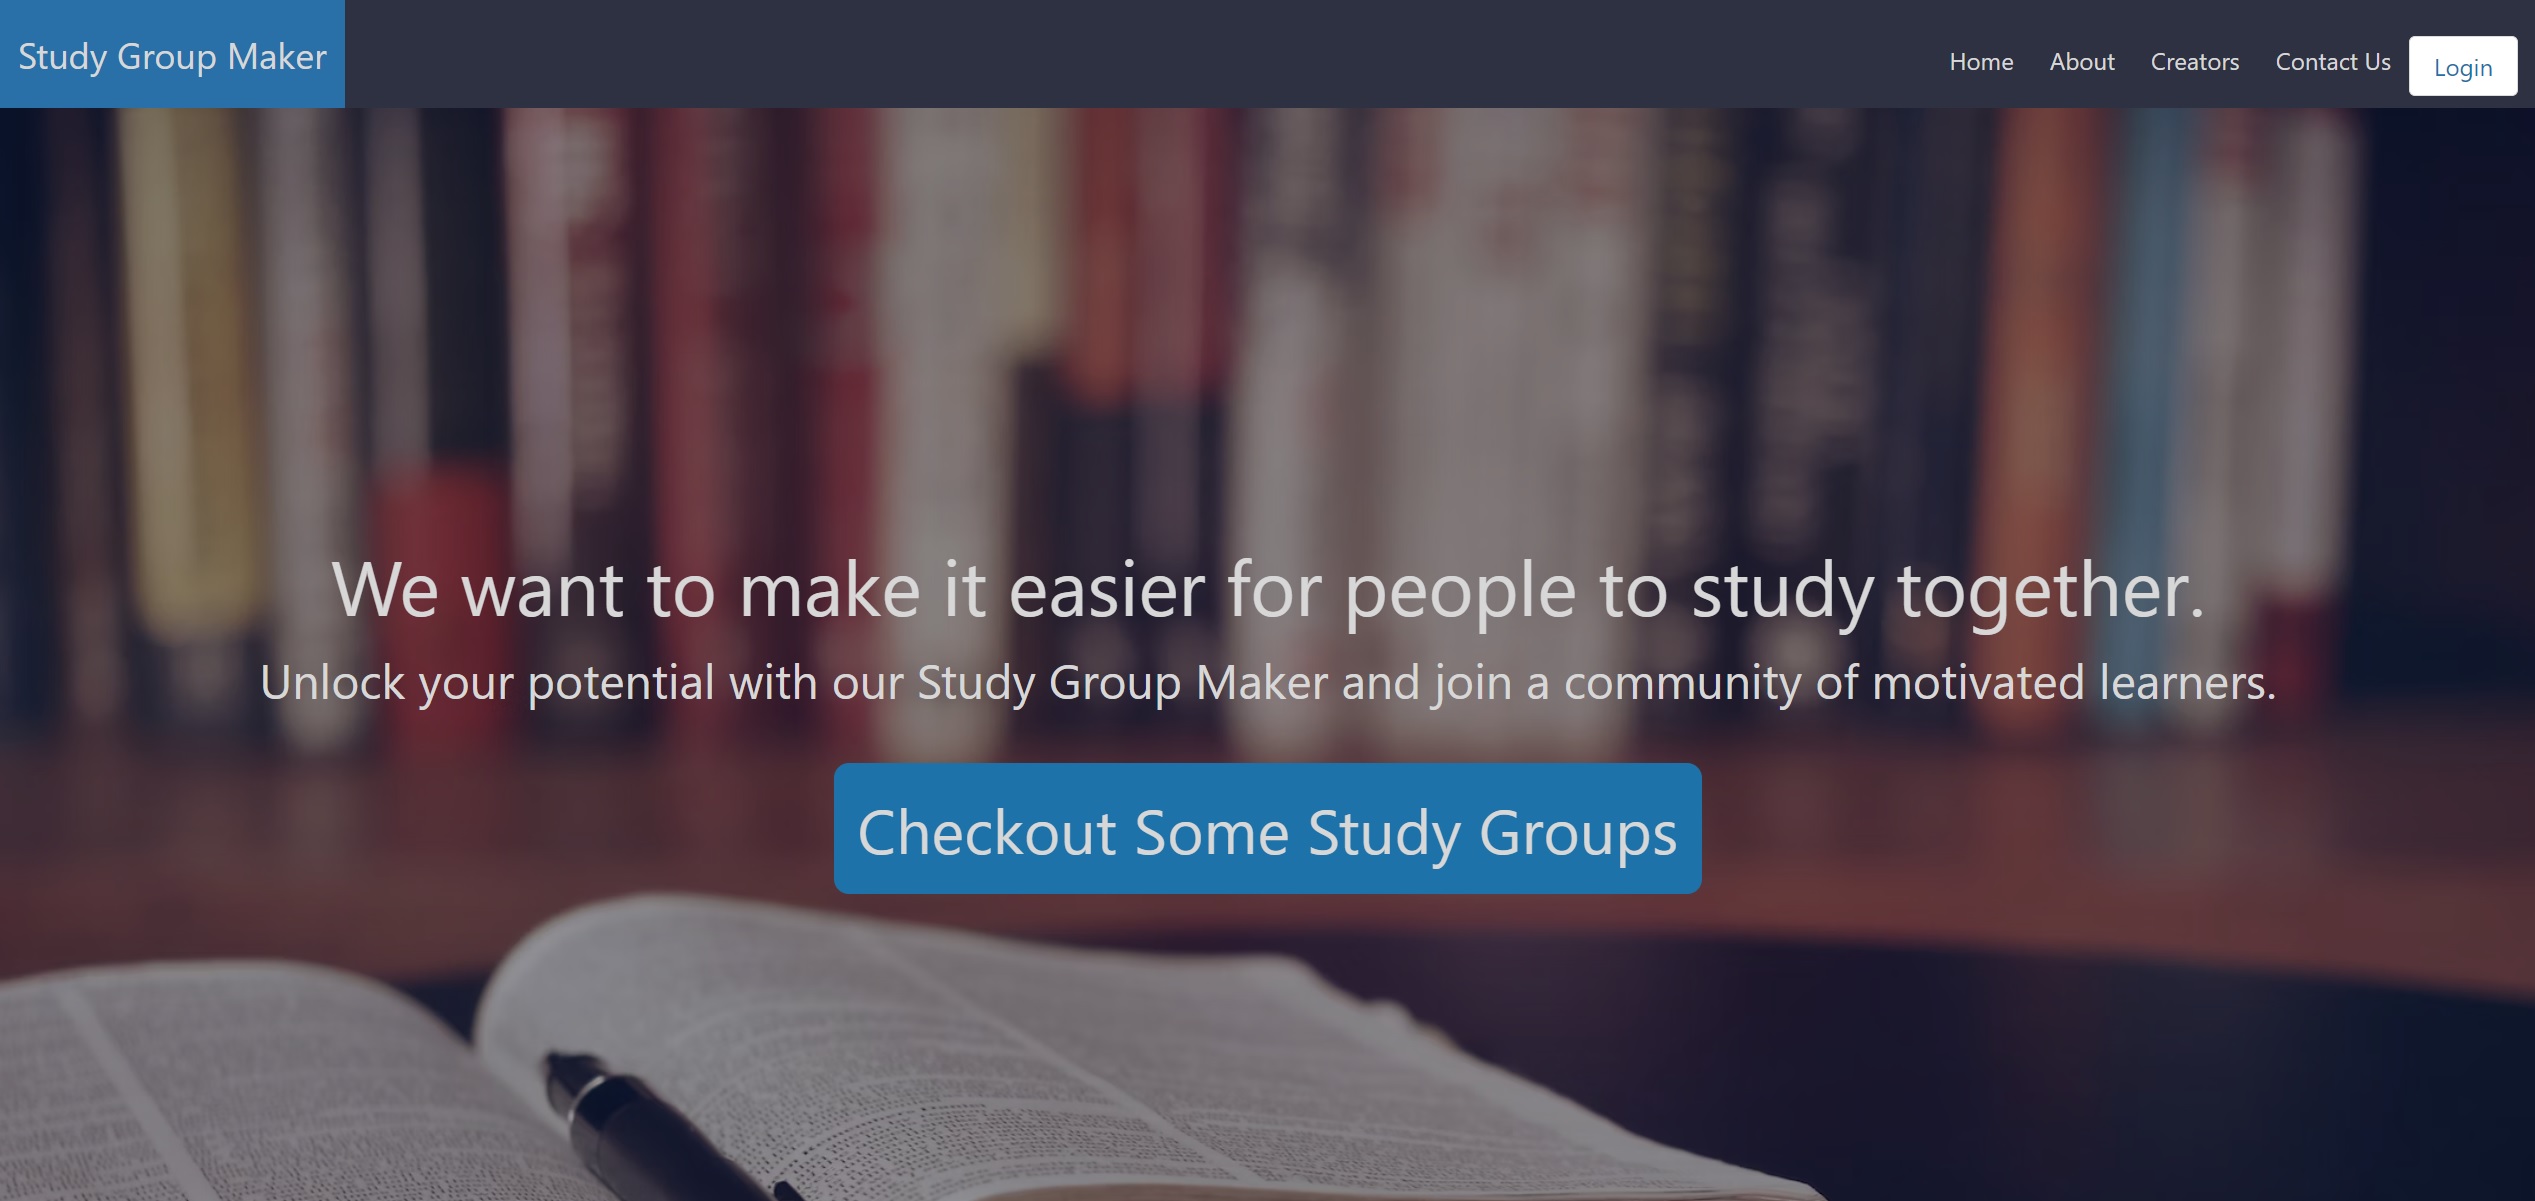 Study Group Maker
Home About Creators Contact Us Login
We want to make it easier for people to study together.
Unlock your potential with our Study Group Maker and join a community of motivated learners.
Checkout Some Study Groups